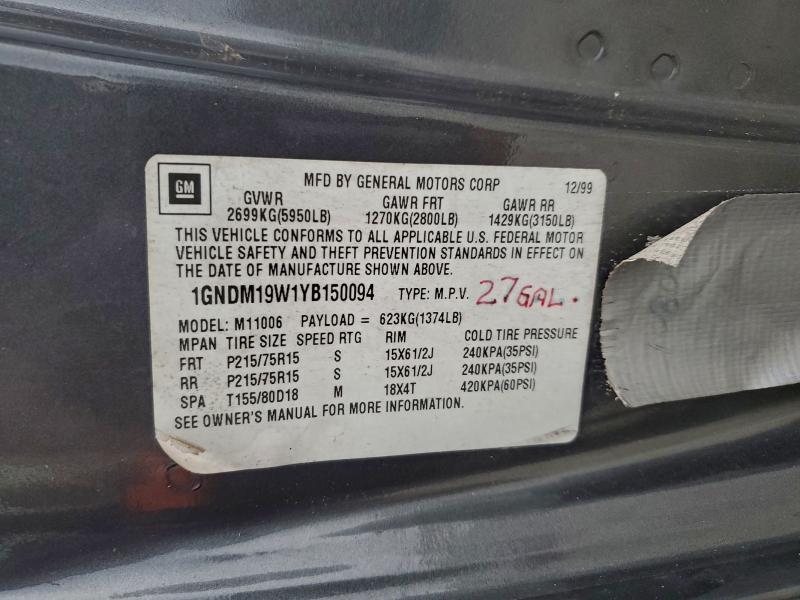 GM
MFD BY GENERAL MOTORS CORP 12/99
GVWR GAWR FRT GAWR RR
2699KG(5950LB) 1270KG(2800LB) 1429KG(3150LB)
THIS VEHICLE CONFORMS TO ALL APPLICABLE U.S. FEDERAL MOTOR
VEHICLE SAFETY AND THEFT PREVENTION STANDARDS IN EFFECT ON
THE DATE OF MANUFACTURE SHOWN ABOVE.
1GNDM19W1YB150094 TYPE: M.P.V. 27GAL.
MODEL: M11006 PAYLOAD = 623KG(1374LB)
MPAN TIRE SIZE SPEED RTG RIM COLD TIRE PRESSURE
FRT P215/75R15 S 15X61/2J 240KPA(35PSI)
RR P215/75R15 S 15X61/2J 240KPA(35PSI)
SPA T155/80D18 M 18X4T 420KPA(60PSI)
SEE OWNER'S MANUAL FOR MORE INFORMATION.